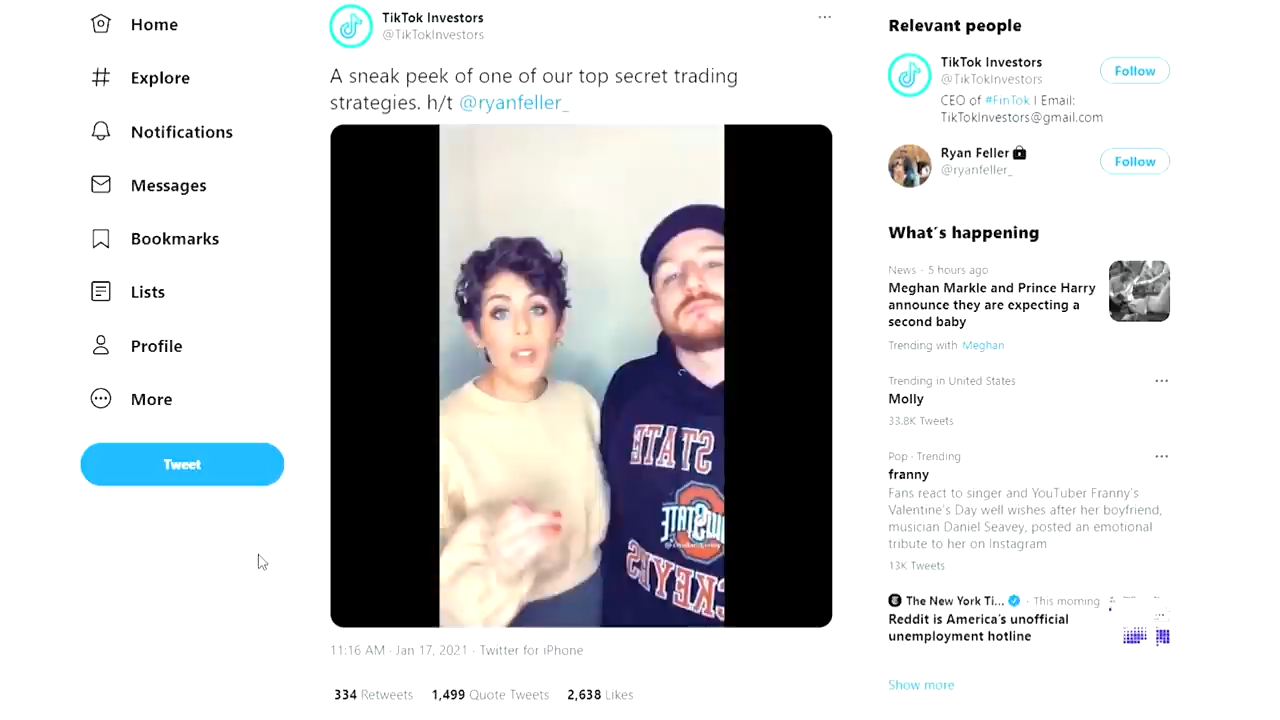 Home
Explore
Notifications
Messages
Bookmarks
Lists
Profile
More
Tweet
TikTok Investors
@TikTokInvestors
A sneak peek of one of our top secret trading
strategies. h/t @ryanfeller_
STATE
STATE
11:16 AM · Jan 17, 2021 · Twitter for iPhone
334 Retweets 1,499 Quote Tweets 2,638 Likes
Relevant people
TikTok Investors
@TikTokInvestors
Follow
CEO of #FinTok | Email:
TikTokInvestors@gmail.com
Ryan Feller
@ryanfeller_
Follow
What's happening
News · 5 hours ago
Meghan Markle and Prince Harry
announce they are expecting a
second baby
Trending with Meghan
Trending in United States
Molly
33.8K Tweets
Pop · Trending
franny
Fans react to singer and YouTuber Franny's
Valentine's Day well wishes after her boyfriend,
musician Daniel Seavey, posted an emotional
tribute to her on Instagram
13K Tweets
The New York Ti... · This morning
Reddit is America's unofficial
unemployment hotline
Show more